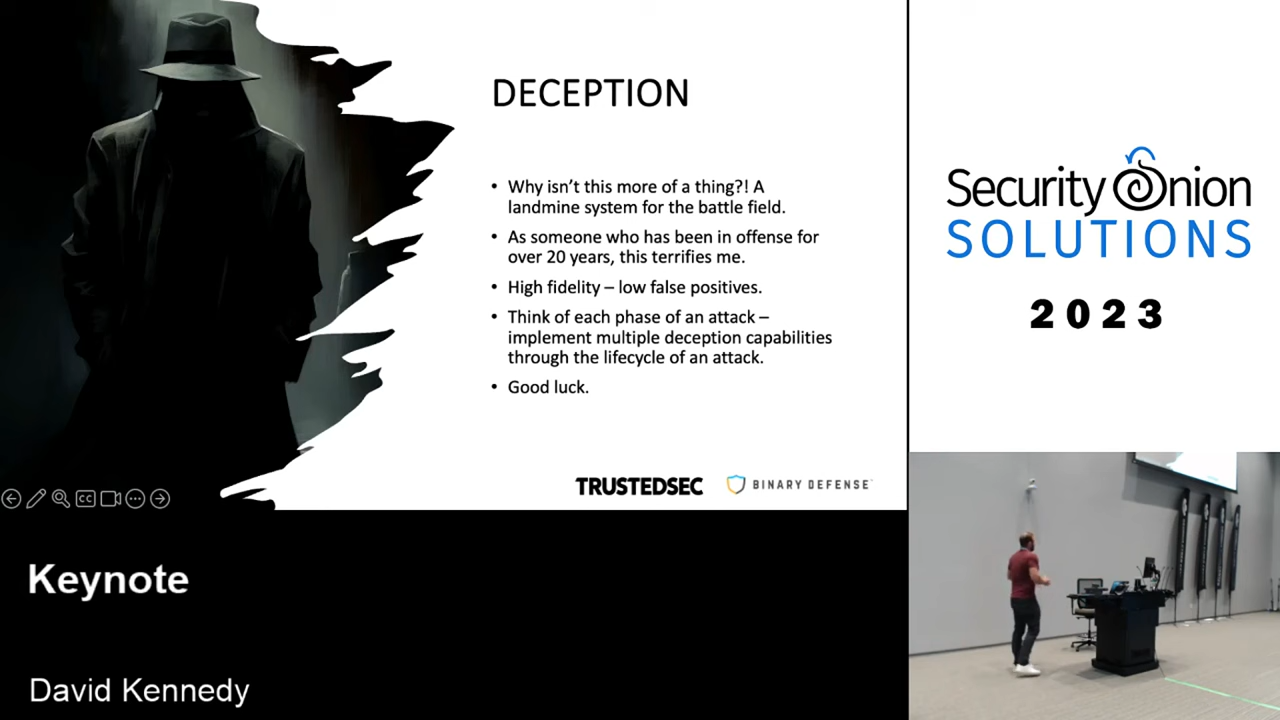 DECEPTION
• Why isn’t this more of a thing?! A
landmine system for the battle field.
• As someone who has been in offense for
over 20 years, this terrifies me.
• High fidelity – low false positives.
• Think of each phase of an attack –
implement multiple deception capabilities
through the lifecycle of an attack.
• Good luck.
TRUSTEDSEC
BINARY DEFENSE
CC
Security Onion
SOLUTIONS
2023
Keynote
David Kennedy